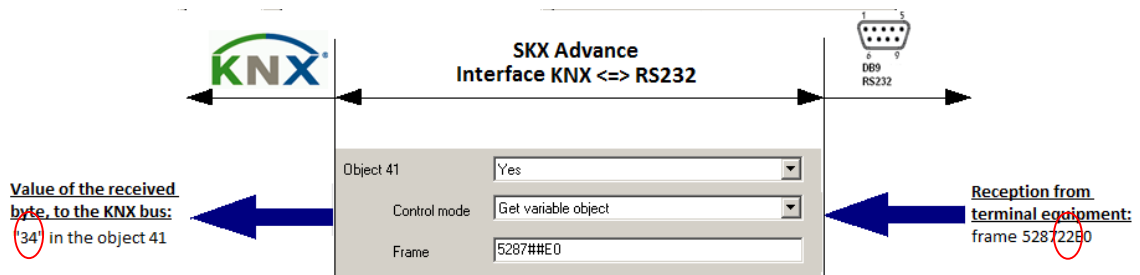 KNX
SKX Advance
Interface KNX <=> RS232
1 5
6 9
DB9
RS232
Object 41 Yes
Control mode Get variable object
Frame 5287##E0
Value of the received
byte, to the KNX bus:
'34' in the object 41
Reception from
terminal equipment:
frame 528722E0